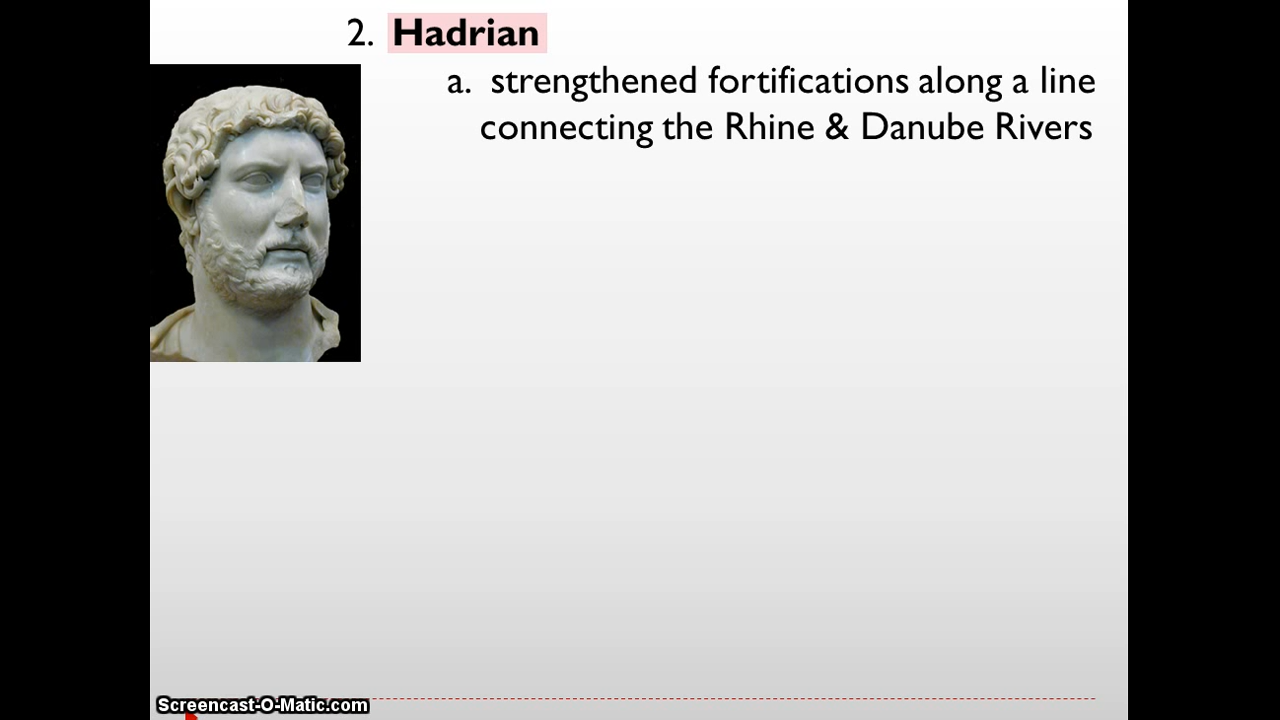 2. Hadrian
a. strengthened fortifications along a line
connecting the Rhine & Danube Rivers
Screencast-O-Matic.com